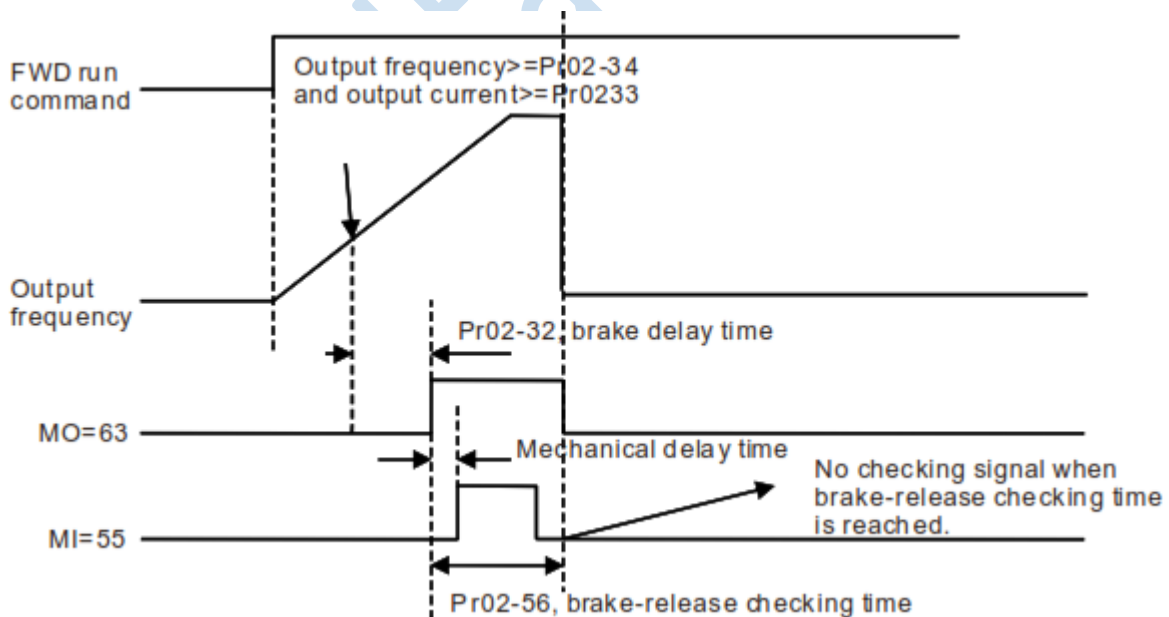 FWD run
command
Output frequency>=Pr02-34
and output current>=Pr0233
Output
frequency
Pr02-32, brake delay time
MO=63
Mechanical delay time
No checking signal when
brake-release checking time
is reached.
MI=55
Pr02-56, brake-release checking time